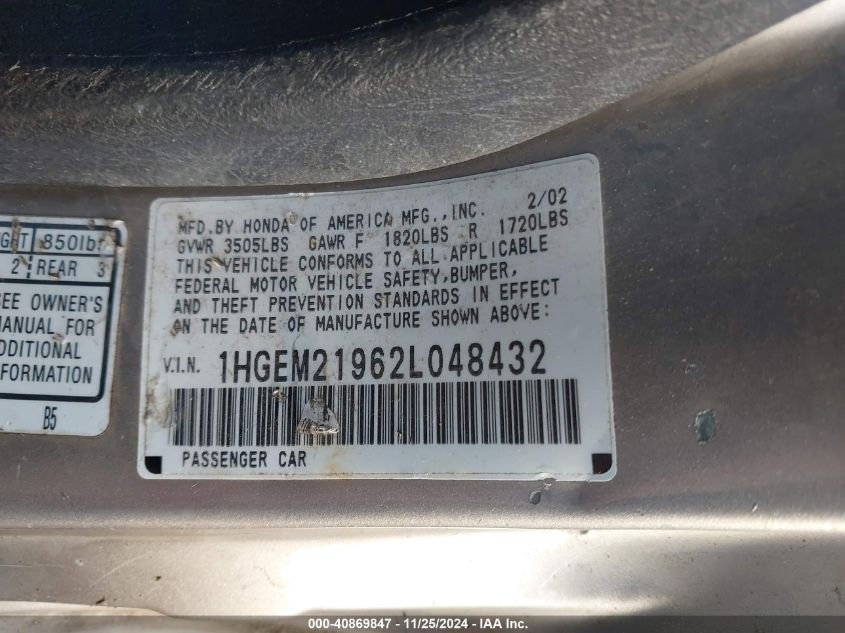 GHT 850lbs
2 REAR 3
SEE OWNER'S
MANUAL FOR
ADDITIONAL
INFORMATION
B5
MFD.BY HONDA OF AMERICA MFG.,INC. 2/02
GVWR 3505LBS GAWR F 1820LBS R 1720LBS
THIS VEHICLE CONFORMS TO ALL APPLICABLE
FEDERAL MOTOR VEHICLE SAFETY,BUMPER,
AND THEFT PREVENTION STANDARDS IN EFFECT
ON THE DATE OF MANUFACTURE SHOWN ABOVE:
V.I.N. 1HGEM21962L048432
PASSENGER CAR
000-40869847 - 11/25/2024 - IAA Inc.